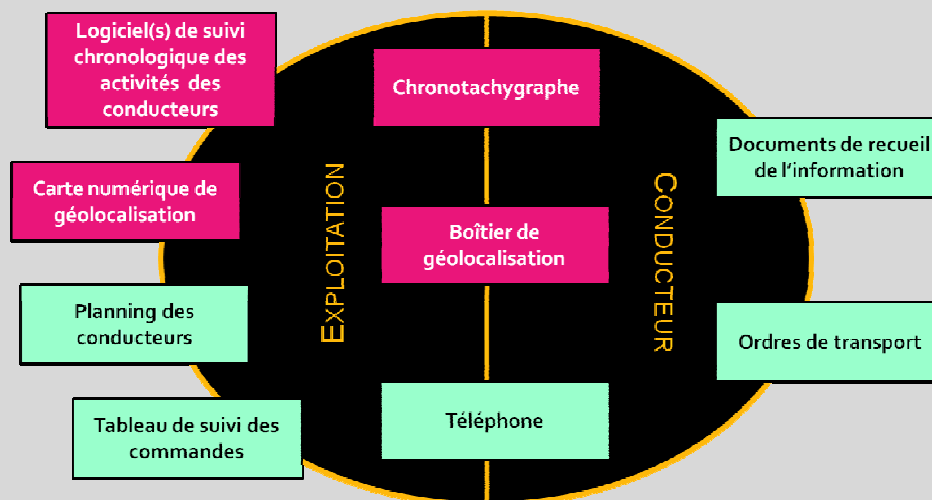 Logiciel(s) de suivi
chronologique des
activités des
conducteurs
Chronotachygraphe
Documents de recueil
de l'information
Carte numérique de
géolocalisation
EXPLOITATION
CONDUCTEUR
Boîtier de
géolocalisation
Planning des
conducteurs
Ordres de transport
Tableau de suivi des
commandes
Téléphone